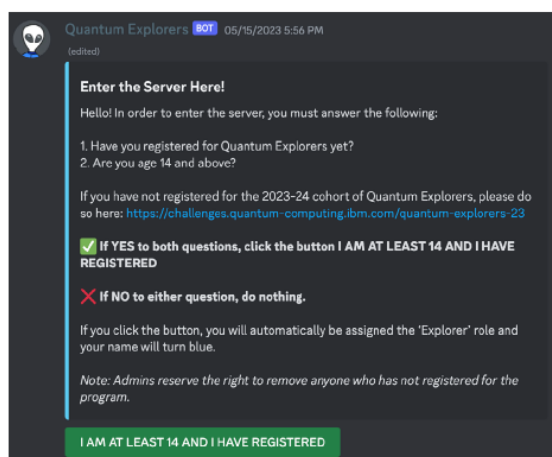 Quantum Explorers BOT 05/15/2023 5:56 PM
(edited)
Enter the Server Here!
Hello! In order to enter the server, you must answer the following:
1. Have you registered for Quantum Explorers yet?
2. Are you age 14 and above?
If you have not registered for the 2023-24 cohort of Quantum Explorers, please do
so here: https://challenges.quantum-computing.ibm.com/quantum-explorers-23
✅ If YES to both questions, click the button I AM AT LEAST 14 AND I HAVE
REGISTERED
❌ If NO to either question, do nothing.
If you click the button, you will automatically be assigned the 'Explorer' role and
your name will turn blue.
Note: Admins reserve the right to remove anyone who has not registered for the
program.
I AM AT LEAST 14 AND I HAVE REGISTERED